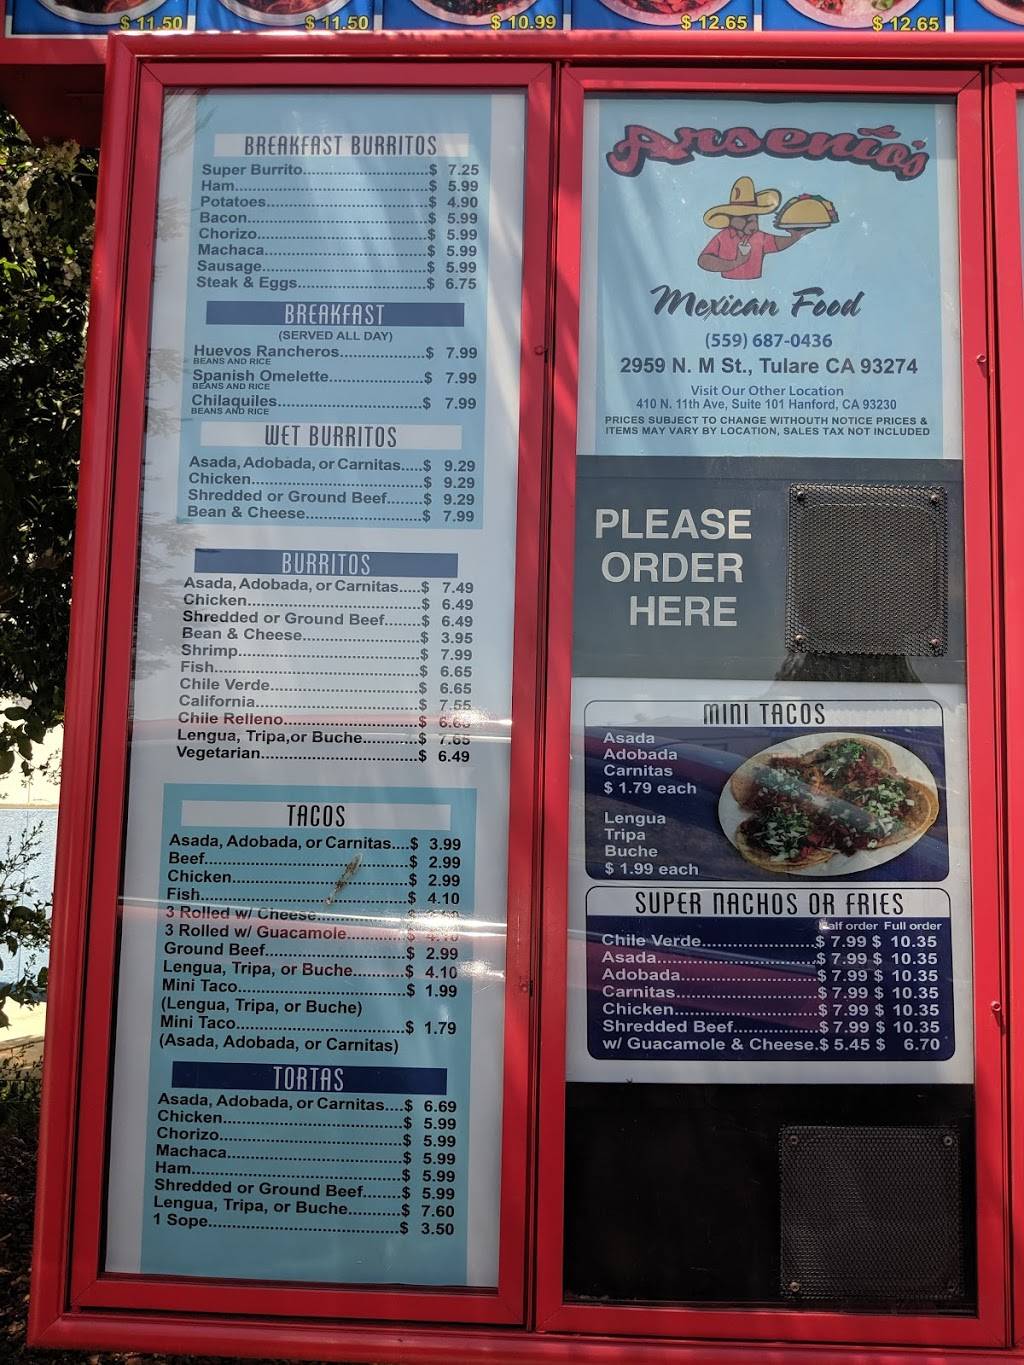 $ 11.50
$ 11.50
$ 10.99
$ 12.65
$ 12.65
BREAKFAST BURRITOS
Super Burrito..............................$ 7.25
Ham..............................$ 5.99
Potatoes..............................$ 4.90
Bacon..............................$ 5.99
Chorizo..............................$ 5.99
Machaca..............................$ 5.99
Sausage..............................$ 5.99
Steak & Eggs..............................$ 6.75
BREAKFAST
(SERVED ALL DAY)
Huevos Rancheros....................$ 7.99
BEANS AND RICE
Spanish Omelette....................$ 7.99
BEANS AND RICE
Chilaquiles..............................$ 7.99
BEANS AND RICE
WET BURRITOS
Asada, Adobada, or Carnitas.....$ 9.29
Chicken..............................$ 9.29
Shredded or Ground Beef........$ 9.29
Bean & Cheese....................$ 7.99
BURRITOS
Asada, Adobada, or Carnitas.....$ 7.49
Chicken..............................$ 6.49
Shredded or Ground Beef........$ 6.49
Bean & Cheese....................$ 3.95
Shrimp..............................$ 7.99
Fish..............................$ 6.65
Chile Verde..............................$ 6.65
California..............................$ 7.55
Chile Relleno..............................$
Lengua, Tripa,or Buche............$ 7.65
Vegetarian..............................$ 6.49
TACOS
Asada, Adobada, or Carnitas....$ 3.99
Beef..............................$ 2.99
Chicken..............................$ 2.99
Fish..............................$ 4.10
3 Rolled w/ Cheese....................$
3 Rolled w/ Guacamole............$ 4.10
Ground Beef..............................$ 2.99
Lengua, Tripa, or Buche..........$ 4.10
Mini Taco..............................$ 1.99
(Lengua, Tripa, or Buche)
Mini Taco..............................$ 1.79
(Asada, Adobada, or Carnitas)
TORTAS
Asada, Adobada, or Carnitas....$ 6.69
Chicken..............................$ 5.99
Chorizo..............................$ 5.99
Machaca..............................$ 5.99
Ham..............................$ 5.99
Shredded or Ground Beef.......$ 5.99
Lengua, Tripa, or Buche..........$ 7.60
1 Sope..............................$ 3.50
Arsenio's
Mexican Food
(559) 687-0436
2959 N. M St., Tulare CA 93274
Visit Our Other Location
410 N. 11th Ave, Suite 101 Hanford, CA 93230
PRICES SUBJECT TO CHANGE WITHOUTH NOTICE PRICES &
ITEMS MAY VARY BY LOCATION, SALES TAX NOT INCLUDED
PLEASE
ORDER
HERE
MINI TACOS
Asada
Adobada
Carnitas
$ 1.79 each
Lengua
Tripa
Buche
$ 1.99 each
SUPER NACHOS OR FRIES
Half order Full order
Chile Verde....................$ 7.99 $ 10.35
Asada..............................$ 7.99 $ 10.35
Adobada..............................$ 7.99 $ 10.35
Carnitas..............................$ 7.99 $ 10.35
Chicken..............................$ 7.99 $ 10.35
Shredded Beef...............$ 7.99 $ 10.35
w/ Guacamole & Cheese.$ 5.45 $ 6.70